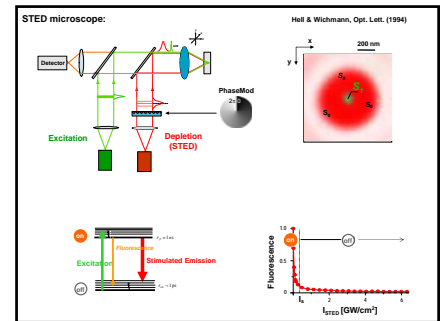 STED microscope:
Hell & Wichmann, Opt. Lett. (1994)
x
200 nm
y
Detector
PhaseMod
2π 0
Excitation
Depletion
(STED)
S₀
S₁
S₀
S₀
on
Fluorescence
Excitation
Stimulated Emission
off
Fluorescence
1.0
0.5
0
on
off
Iₛ
2
4
6
I_STED [GW/cm²]